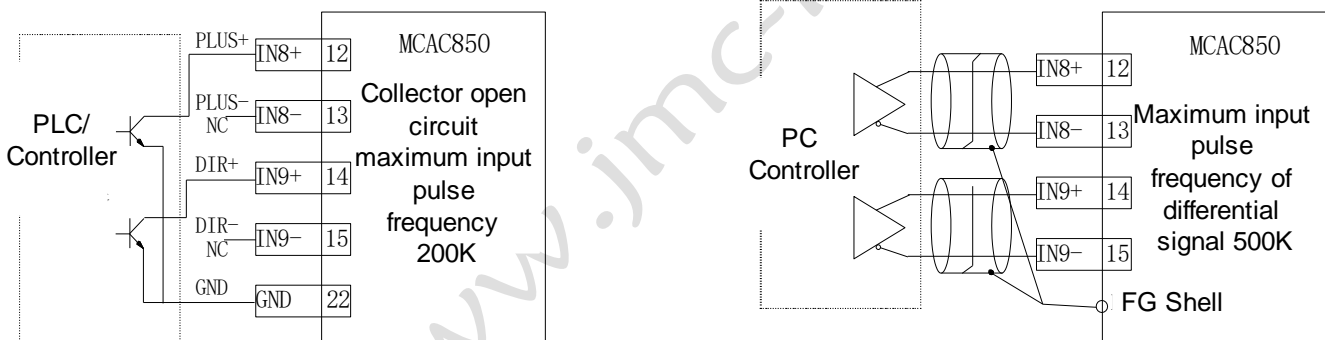 PLC/
Controller
PLUS+
IN8+ 12
PLUS-
NC
IN8- 13
DIR+
IN9+ 14
DIR-
NC
IN9- 15
GND
GND 22
MCAC850
Collector open
circuit
maximum input
pulse
frequency
200K
www.jmc-
PC
Controller
IN8+ 12
IN8- 13
IN9+ 14
IN9- 15
MCAC850
Maximum input
pulse
frequency of
differential
signal 500K
FG Shell